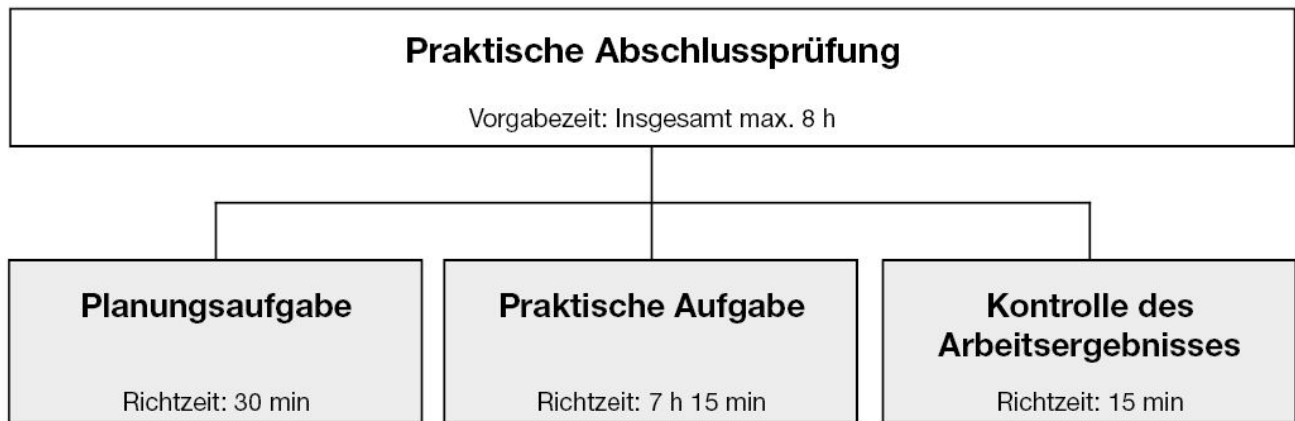 Praktische Abschlussprüfung
Vorgabezeit: Insgesamt max. 8 h
Planungsaufgabe
Richtzeit: 30 min
Praktische Aufgabe
Richtzeit: 7 h 15 min
Kontrolle des
Arbeitsergebnisses
Richtzeit: 15 min